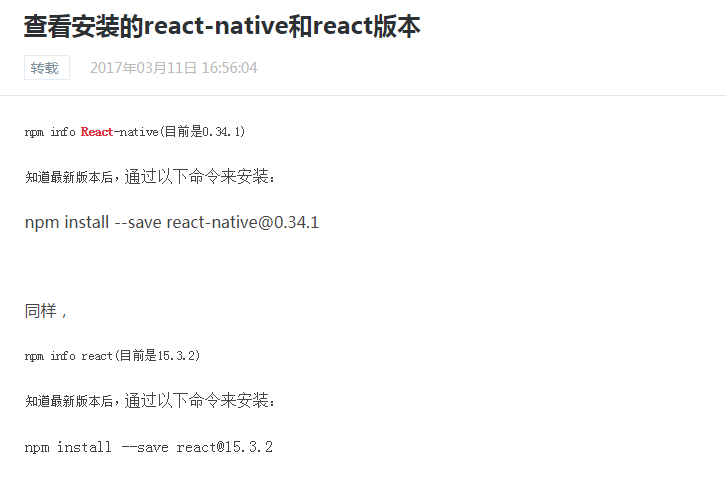 查看安装的react-native和react版本
转载 2017年03月11日 16:56:04
npm info React-native(目前是0.34.1)
知道最新版本后，通过以下命令来安装：
npm install --save react-native@0.34.1
同样，
npm info react(目前是15.3.2)
知道最新版本后，通过以下命令来安装：
npm install --save react@15.3.2